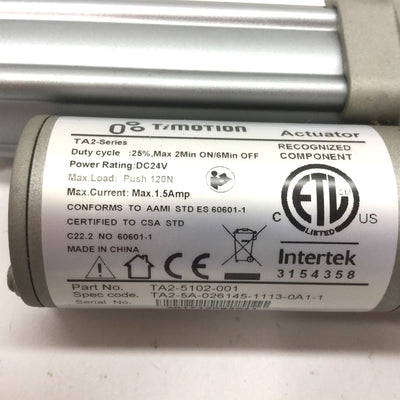 TiMOTION Actuator
TA2-Series
Duty cycle :25%,Max 2Min ON/6Min OFF
Power Rating:DC24V
Max.Load: Push 120N
Max.Current: Max.1.5Amp
CONFORMS TO AAMI STD ES 60601-1
CERTIFIED TO CSA STD
C22.2 NO 60601-1
MADE IN CHINA
RECOGNIZED
COMPONENT
C ETL US
LISTED
Intertek
3154358
Part No. TA2-5102-001
Spec code. TA2-5A-026145-1113-0A1-1
Serial No.